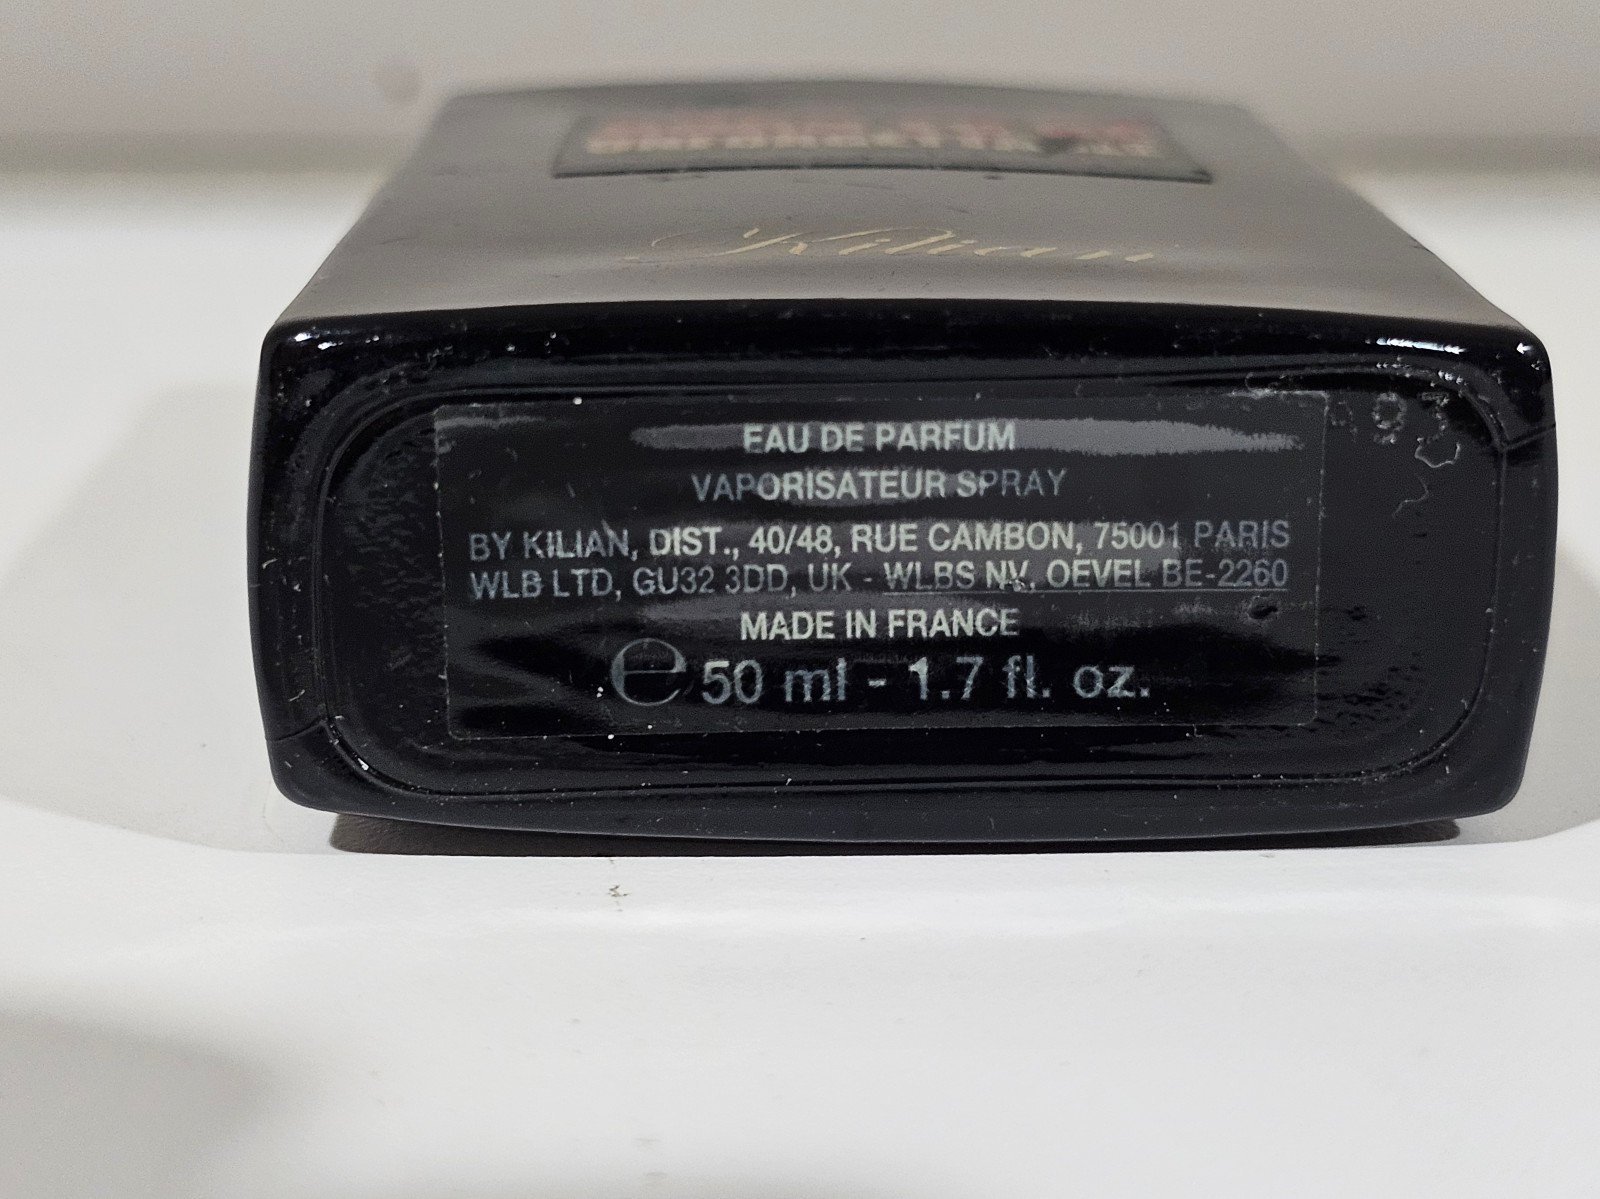 Kilian
EAU DE PARFUM
VAPORISATEUR SPRAY
BY KILIAN, DIST., 40/48, RUE CAMBON, 75001 PARIS
WLB LTD, GU32 3DD, UK - WLBS NV, OEVEL BE-2260
MADE IN FRANCE
℮ 50 ml - 1.7 fl. oz.